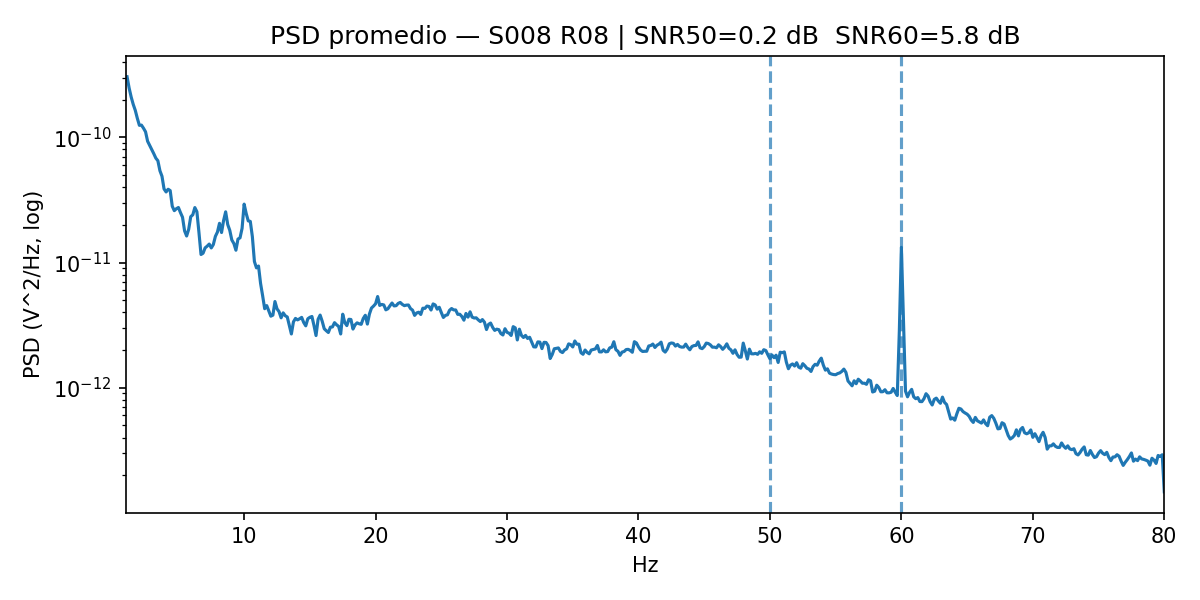 PSD promedio — S008 R08 | SNR50=0.2 dB  SNR60=5.8 dB
PSD (V^2/Hz, log)
10⁻¹⁰
10⁻¹¹
10⁻¹²
10 20 30 40 50 60 70 80
Hz